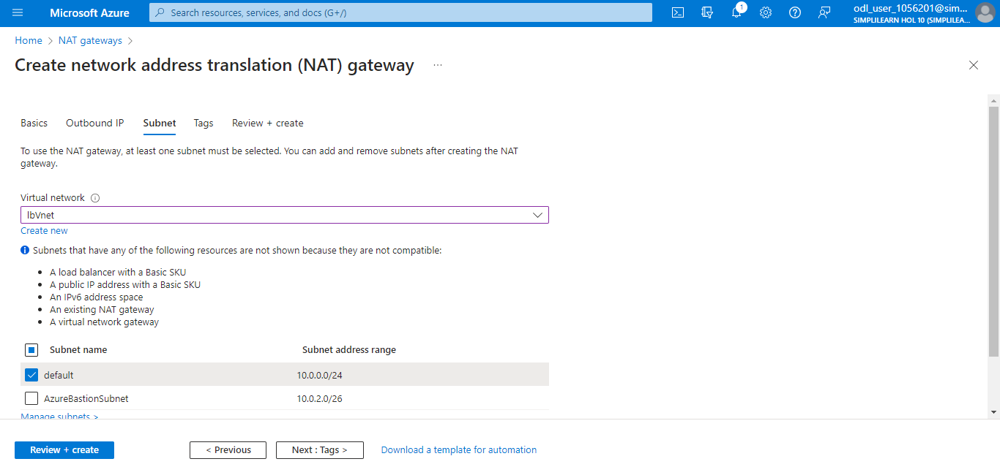 Microsoft Azure
Search resources, services, and docs (G+/)
1
odl_user_1056201@sim...
SIMPLILEARN HOL 10 (SIMPLILEA...
Home > NAT gateways >
Create network address translation (NAT) gateway ...
Basics Outbound IP Subnet Tags Review + create
To use the NAT gateway, at least one subnet must be selected. You can add and remove subnets after creating the NAT
gateway.
Virtual network
lbVnet
Create new
Subnets that have any of the following resources are not shown because they are not compatible:
• A load balancer with a Basic SKU
• A public IP address with a Basic SKU
• An IPv6 address space
• An existing NAT gateway
• A virtual network gateway
Subnet name Subnet address range
default 10.0.0.0/24
AzureBastionSubnet 10.0.2.0/26
Manage subnets >
Review + create < Previous Next : Tags > Download a template for automation